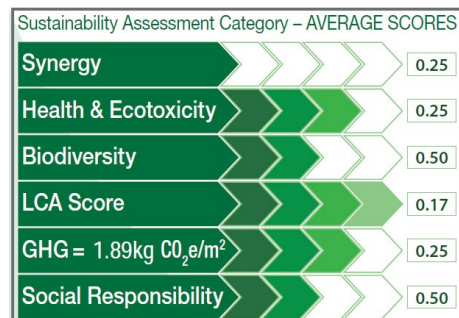 Sustainability Assessment Category – AVERAGE SCORES
Synergy 0.25
Health & Ecotoxicity 0.25
Biodiversity 0.50
LCA Score 0.17
GHG = 1.89kg CO₂e/m² 0.25
Social Responsibility 0.50